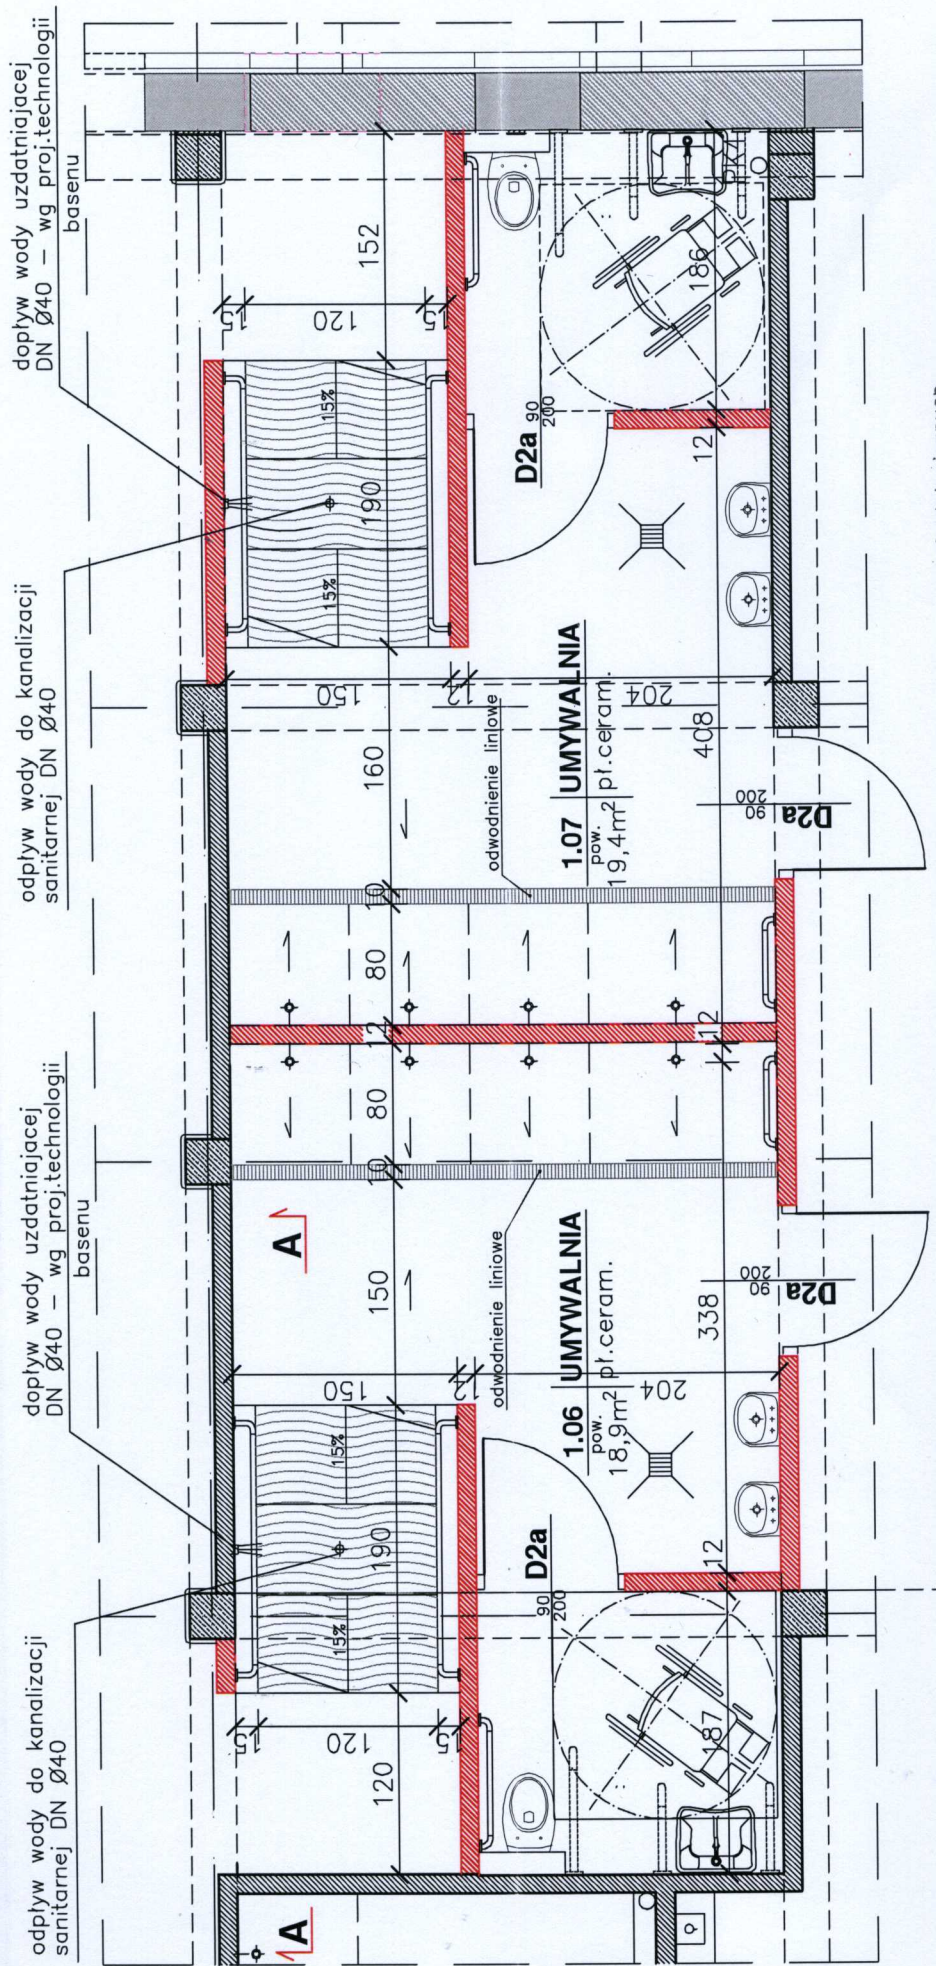 odpływ wody do kanalizacji
sanitarnej DN Ø40
dopływ wody uzdatniajacej
DN Ø40 – wg proj.technologii
basenu
odpływ wody do kanalizacji
sanitarnej DN Ø40
dopływ wody uzdatniajacej
DN Ø40 – wg proj.technologii
basenu
A
A
15
120
15
120
15%
190
15%
150
10
80
12
80
10
160
15%
190
15%
15
120
15
152
150
12
204
odwodnienie liniowe
150
12
204
odwodnienie liniowe
1.06 UMYWALNIA
pow.
18,9m² pł.ceram.
1.07 UMYWALNIA
pow.
19,4m² pł.ceram.
D2a
90
200
D2a
90
200
187
12
338
12
408
12
186
D2a
90
200
D2a
90
200